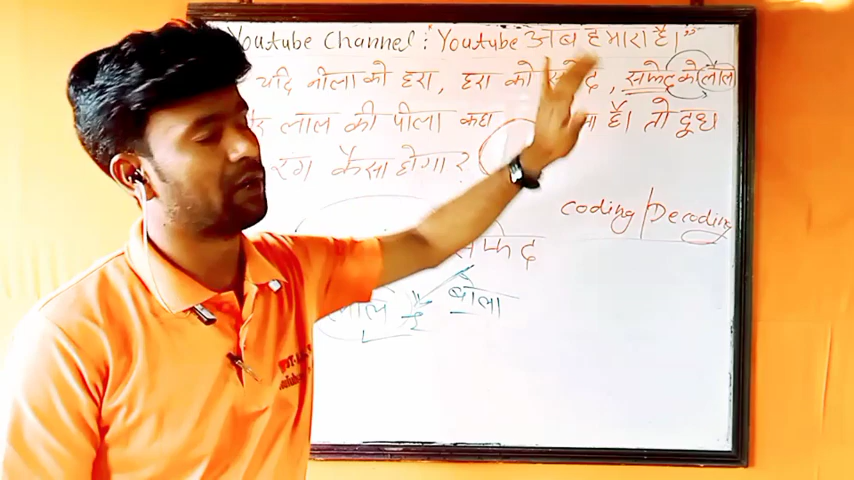 Youtube Channel: Youtube अब हमारा है।"
यदि नीला को हरा, हरा को द, सफेद को लाल
लाल को पीला कहा है। तो दूध
रंग कैसा होगा?
Coding/Decoding
सफेद
लाल है बोला